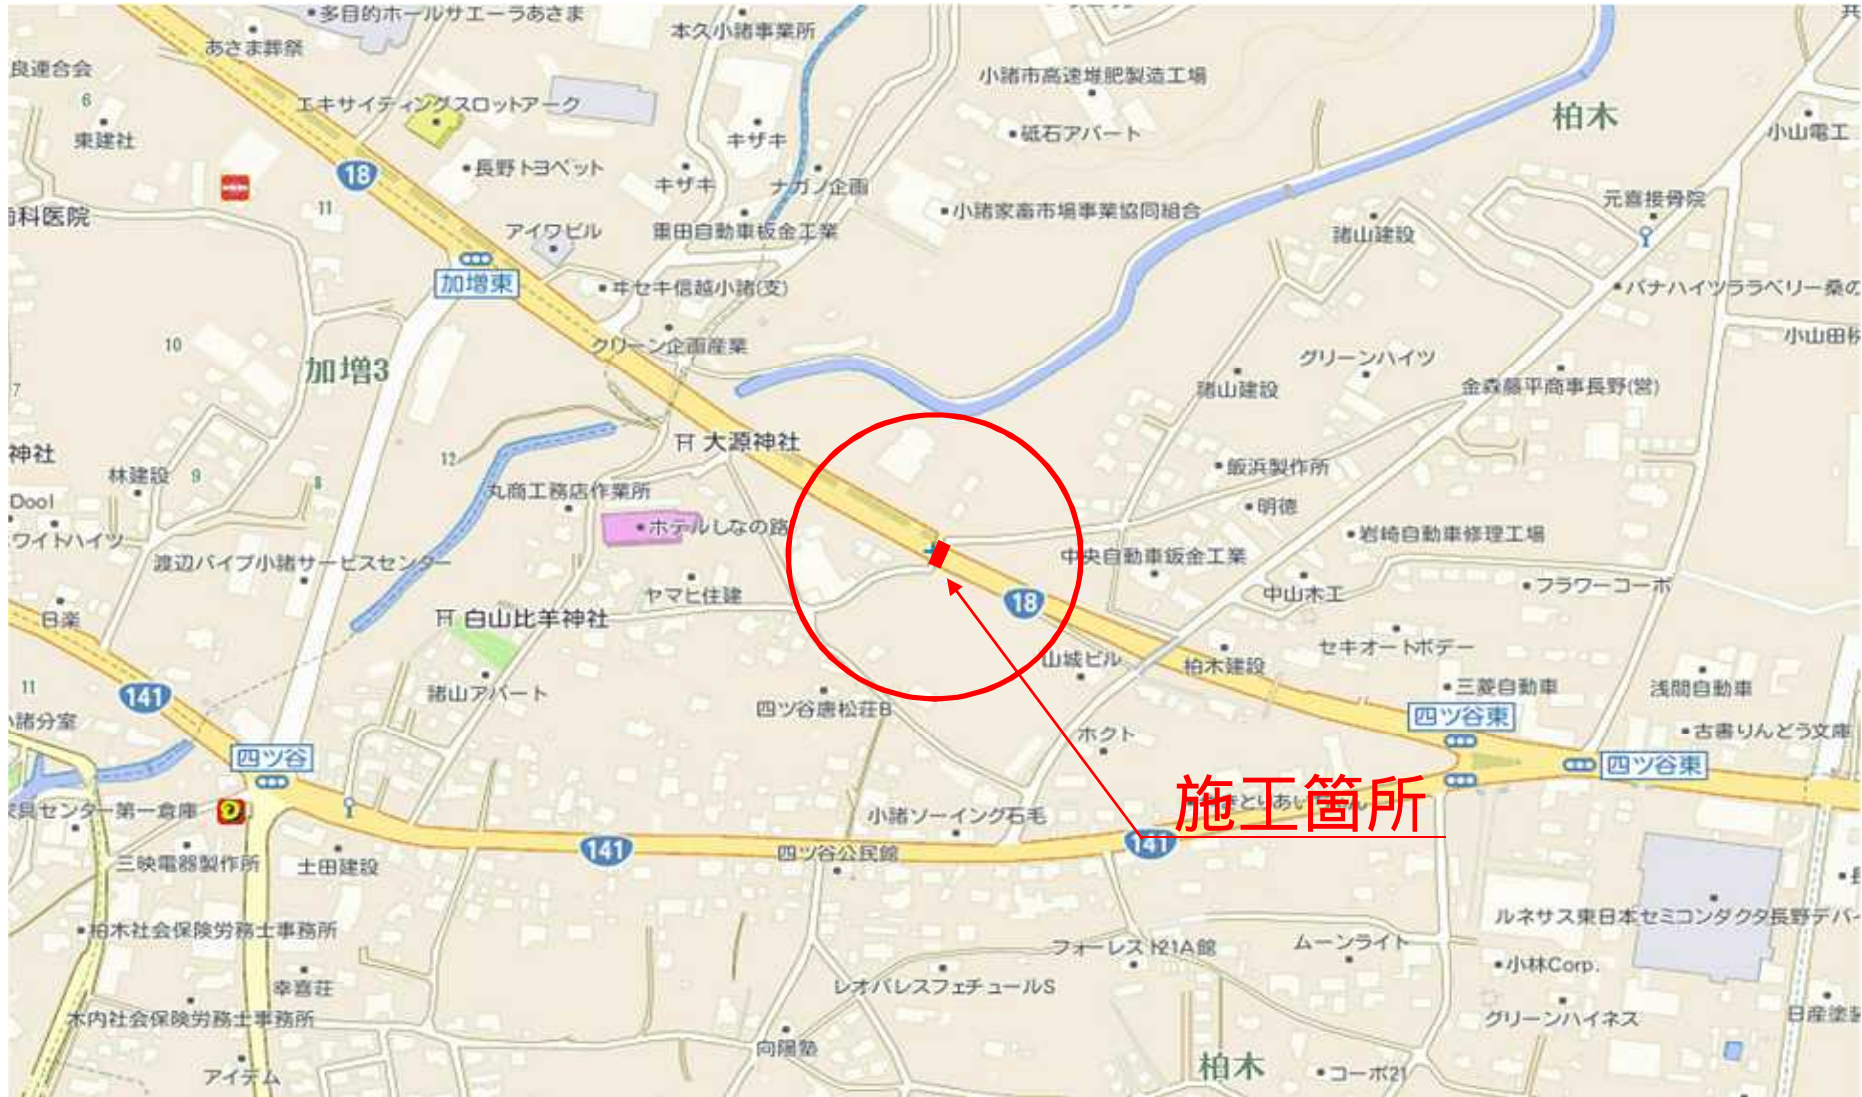 多目的ホールサエーラあさま
あさま葬祭
本久小諸事業所
良連合会
6
東建社
エキサイティングスロットアーク
小諸市高速堆肥製造工場
柏木
小山電工
砥石アパート
キザキ
長野トヨペット
18
キザキ
ナガノ企画
元喜接骨院
歯科医院
11
アイワビル
重田自動車板金工業
小諸家畜市場事業協同組合
諸山建設
加増東
ヰセキ信越小諸(支)
バナハイツララベリー桑の
クリーン企画産業
小山田
10
加増3
グリーンハイツ
諸山建設
金森藤平商事長野(営)
7
大源神社
神社
12
林建設
9
8
飯浜製作所
丸商工務店作業所
明徳
Dool
ホテルしなの路
岩崎自動車修理工場
ワイトハイツ
渡辺パイプ小諸サービスセンター
中央自動車鈑金工業
ヤマヒ住建
18
中山木工
フラワーコーポ
日楽
白山比羊神社
山城ビル
柏木建設
セキオートボデー
11
141
諸山アパート
四ツ谷唐松荘B
三菱自動車
浅間自動車
諸分室
四ツ谷東
古書りんどう文庫
四ツ谷
ホクト
四ツ谷東
施工箇所
家具センター第一倉庫
小諸ソーイング石毛
三映電器製作所
土田建設
141
四ツ谷公民館
141
柏木社会保険労務士事務所
ルネサス東日本セミコンダクタ長野デバイ
フォーレスト21A館
ムーンライト
小林Corp.
幸喜荘
レオパレスフェチュールS
木内社会保険労務士事務所
グリーンハイネス
日産塗装
向陽塾
アイテム
柏木
コーポ21